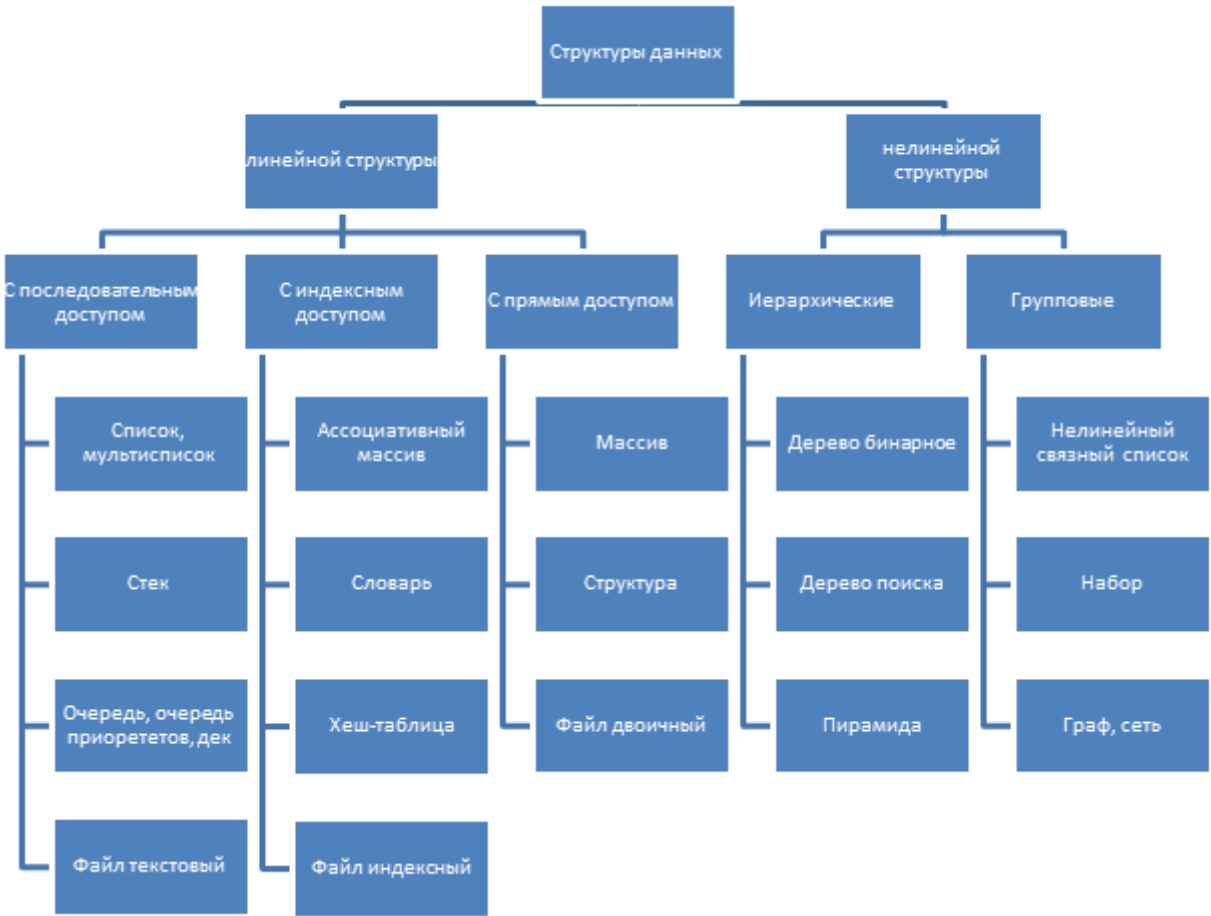 Структуры данных
линейной структуры
нелинейной
структуры
С последовательным
доступом
С индексным
доступом
С прямым доступом
Иерархические
Групповые
Список,
мультисписок
Ассоциативный
массив
Массив
Дерево бинарное
Нелинейный
связный список
Стек
Словарь
Структура
Дерево поиска
Набор
Очередь, очередь
приорететов, дек
Хеш-таблица
Файл двоичный
Пирамида
Граф, сеть
Файл текстовый
Файл индексный